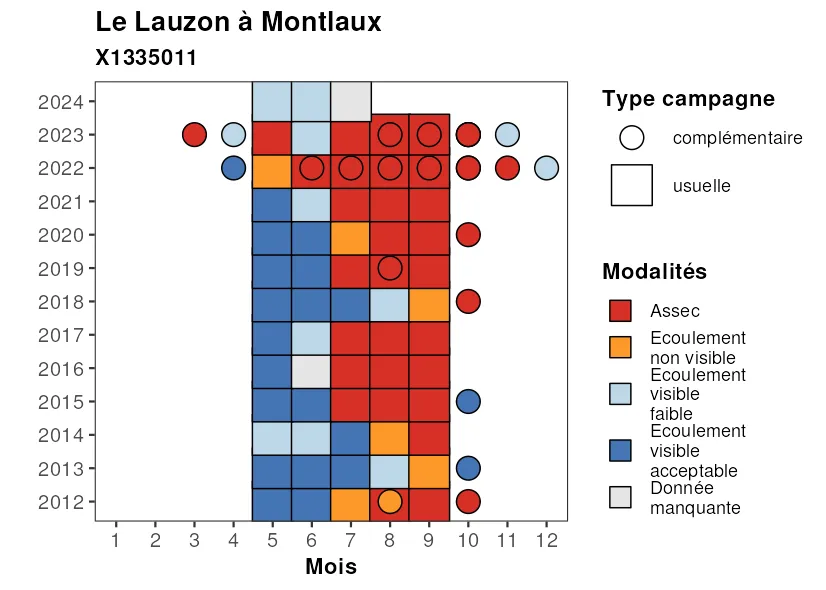 Le Lauzon à Montlaux
X1335011
2024
2023
2022
2021
2020
2019
2018
2017
2016
2015
2014
2013
2012
1 2 3 4 5 6 7 8 9 10 11 12
Mois
Type campagne
complémentaire
usuelle
Modalités
Assec
Ecoulement
non visible
Ecoulement
visible
faible
Ecoulement
visible
acceptable
Donnée
manquante